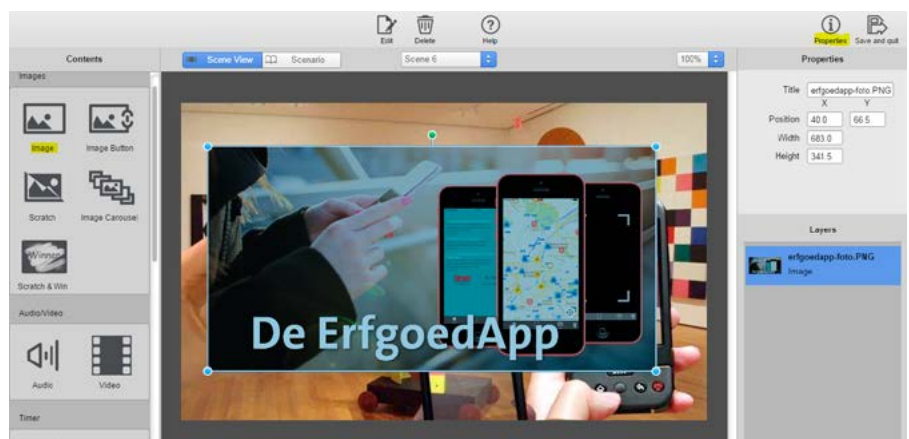 Edit Delete Help Properties Save and quit
Contents
Scene View Scenario Scene 6 100%
Properties
Images
Image Image Button
Scratch Image Carousel
Winner
Scratch & Win
Audio/Video
Audio Video
Timer
Title erfgoedapp-foto.PNG
X Y
Position 40.0 66.5
Width 683.0
Height 341.5
Layers
erfgoedapp-foto.PNG
Image
De ErfgoedApp